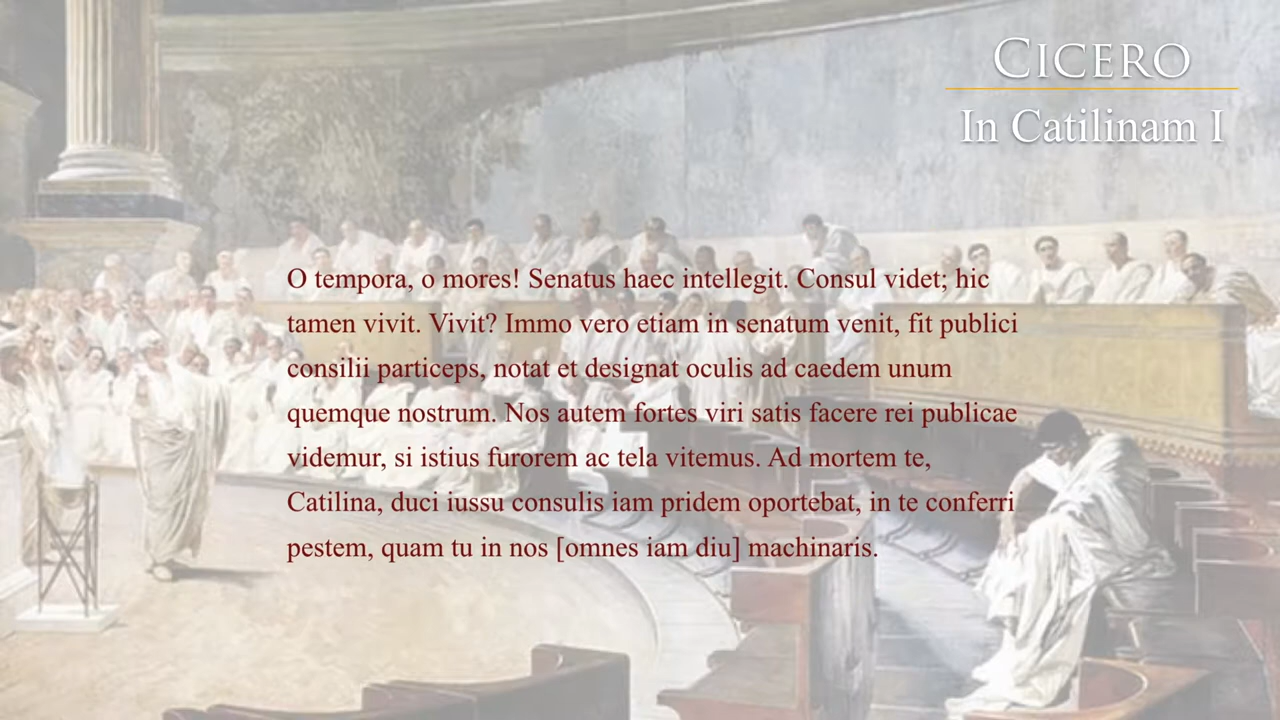 CICERO
In Catilinam I
O tempora, o mores! Senatus haec intellegit. Consul videt; hic
tamen vivit. Vivit? Immo vero etiam in senatum venit, fit publici
consilii particeps, notat et designat oculis ad caedem unum
quemque nostrum. Nos autem fortes viri satis facere rei publicae
videmur, si istius furorem ac tela vitemus. Ad mortem te,
Catilina, duci iussu consulis iam pridem oportebat, in te conferri
pestem, quam tu in nos [omnes iam diu] machinaris.